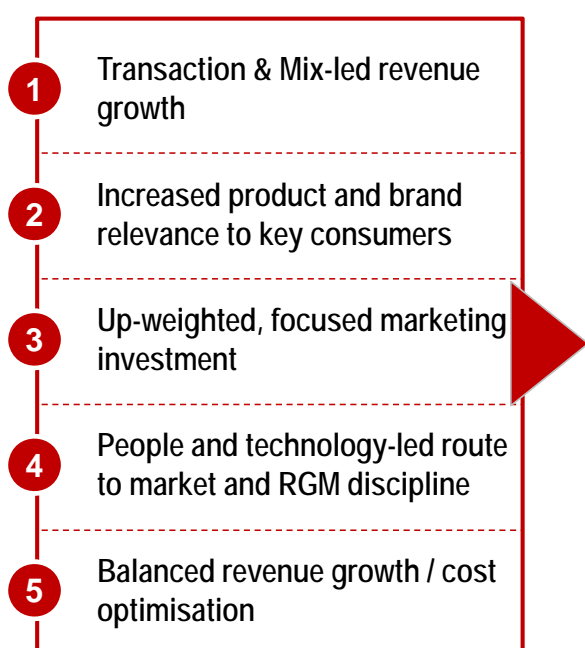 1
Transaction & Mix-led revenue
growth
2
Increased product and brand
relevance to key consumers
3
Up-weighted, focused marketing
investment
4
People and technology-led route
to market and RGM discipline
5
Balanced revenue growth / cost
optimisation